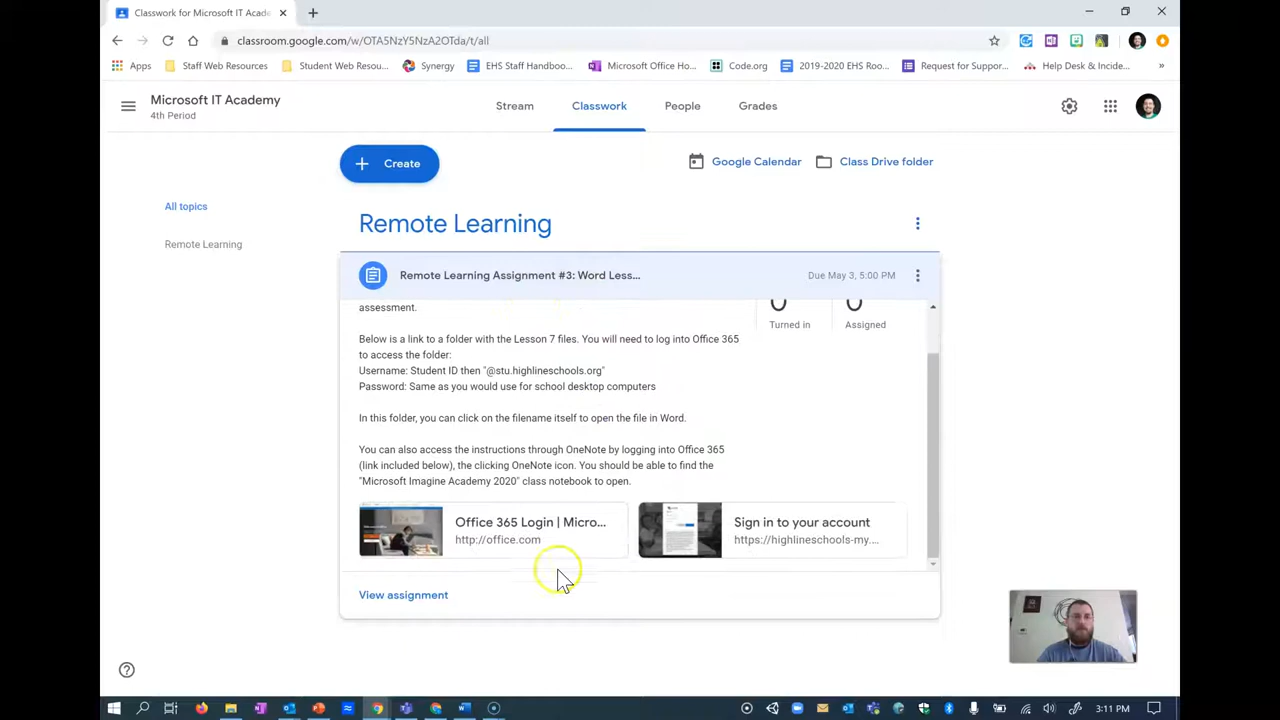 Classwork for Microsoft IT Acade
classroom.google.com/w/OTA5NzY5NzA2OTda/t/all
Apps
Staff Web Resources
Student Web Resou...
Synergy
EHS Staff Handboo...
Microsoft Office Ho...
Code.org
2019-2020 EHS Roo...
Request for Suppor...
Help Desk & Incide...
Microsoft IT Academy
4th Period
Stream
Classwork
People
Grades
Create
Google Calendar
Class Drive folder
All topics
Remote Learning
Remote Learning
Remote Learning Assignment #3: Word Less...
Due May 3, 5:00 PM
assessment.
Turned in
Assigned
Below is a link to a folder with the Lesson 7 files. You will need to log into Office 365
to access the folder:
Username: Student ID then "@stu.highlineschools.org"
Password: Same as you would use for school desktop computers
In this folder, you can click on the filename itself to open the file in Word.
You can also access the instructions through OneNote by logging into Office 365
(link included below), the clicking OneNote icon. You should be able to find the
"Microsoft Imagine Academy 2020" class notebook to open.
Office 365 Login | Micro...
http://office.com
Sign in to your account
https://highlineschools-my....
View assignment
3:11 PM